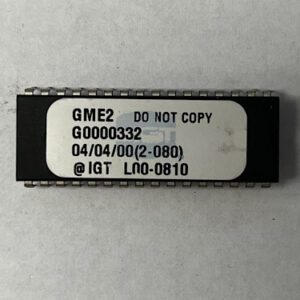 GME2 DO NOT COPY
G0000332
04/04/00(2-080)
@IGT L00-0810